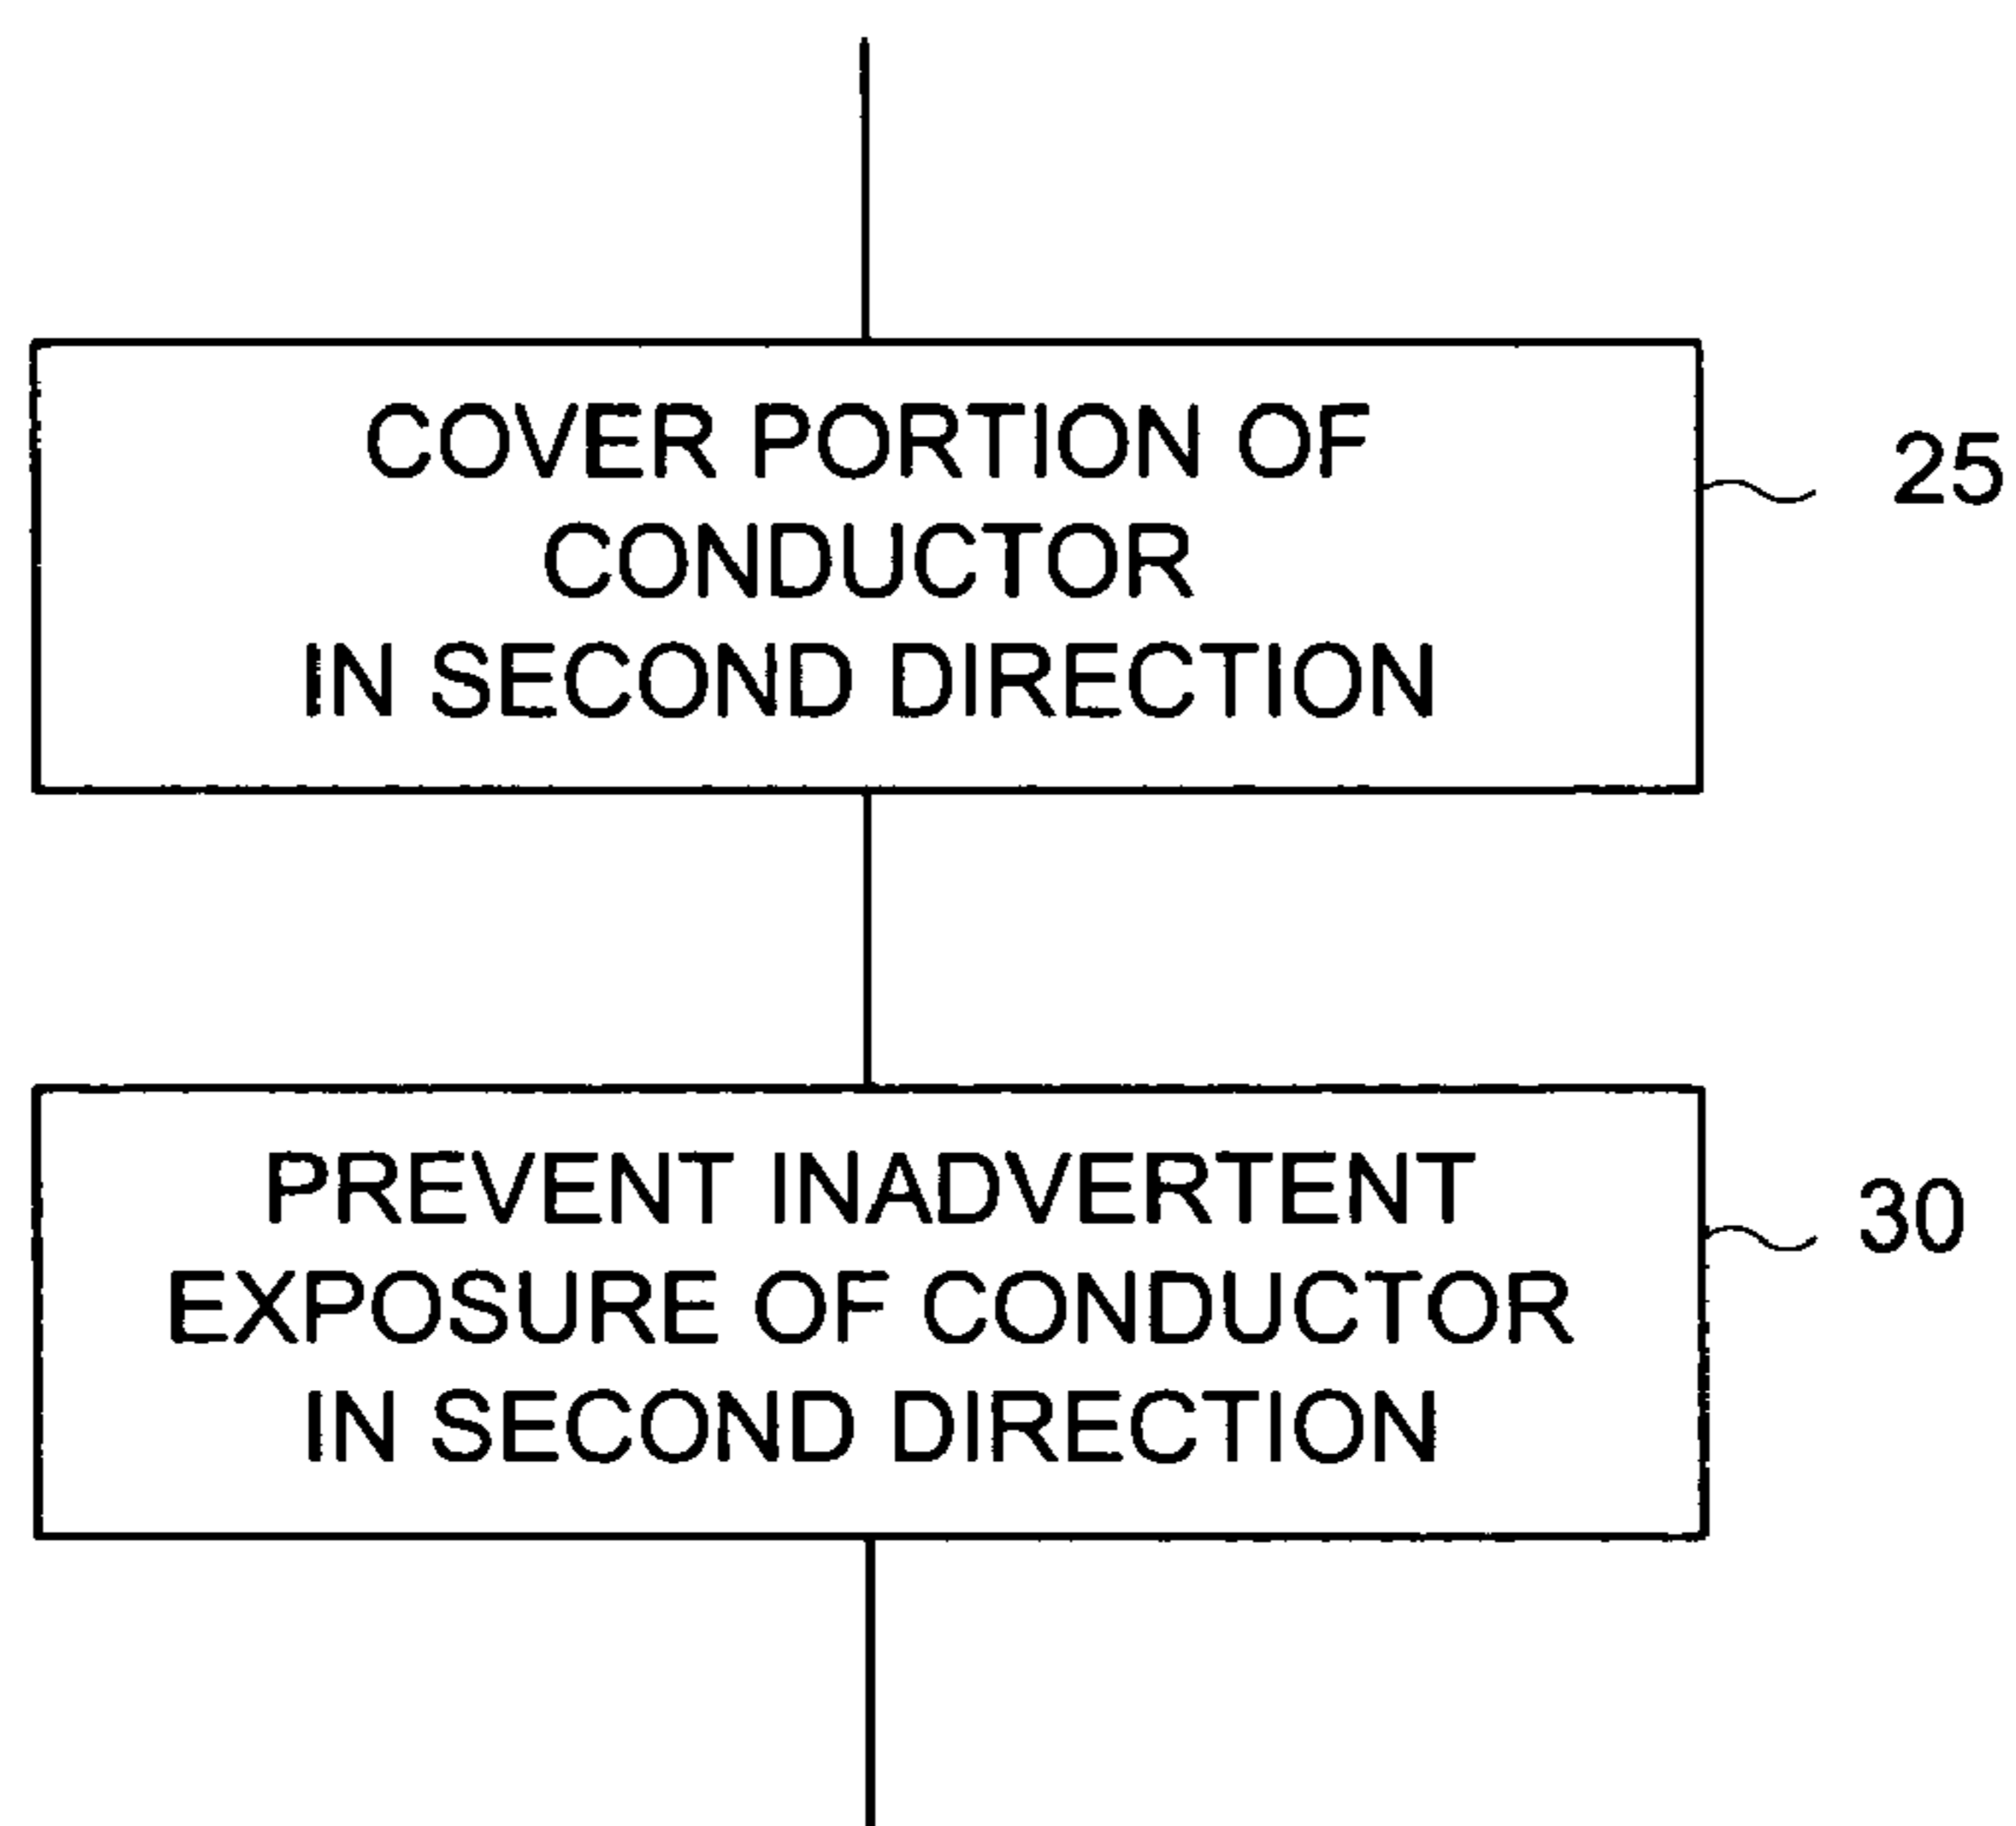 COVER PORTION OF
CONDUCTOR
IN SECOND DIRECTION
25
PREVENT INADVERTENT
EXPOSURE OF CONDUCTOR
IN SECOND DIRECTION
30